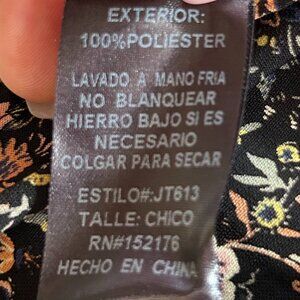 EXTERIOR:
100%POLIESTER
LAVADO A MANO FRIA
NO BLANQUEAR
HIERRO BAJO SI ES
NECESARIO
COLGAR PARA SECAR
ESTILO#:JT613
TALLE: CHICO
RN#152176
HECHO EN CHINA